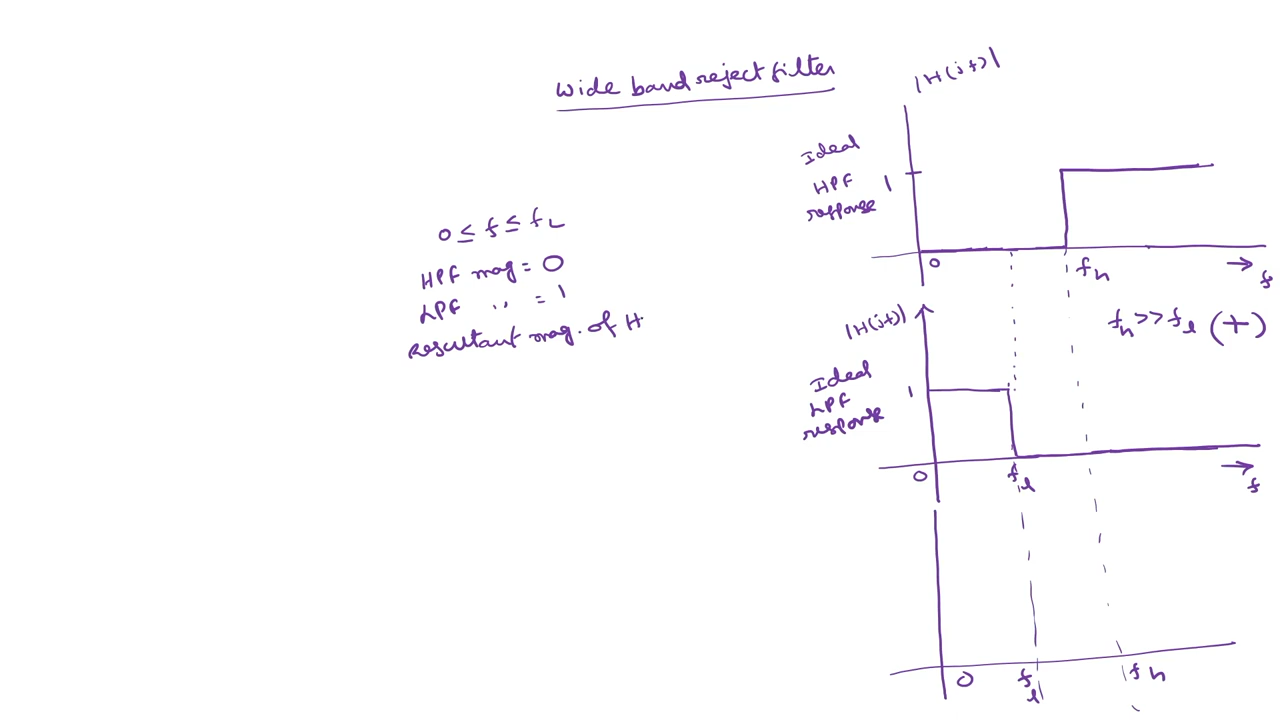 wide band reject filter
|H(jf)|
Ideal
HPF
response
1
0
fh
→
f
0 ≤ f ≤ fL
HPF mag = 0
LPF ,, = 1
resultant mag. of H
|H(jf)|
fh >> fl (+)
Ideal
LPF
response
1
0
fl
→
f
0
fl
fh